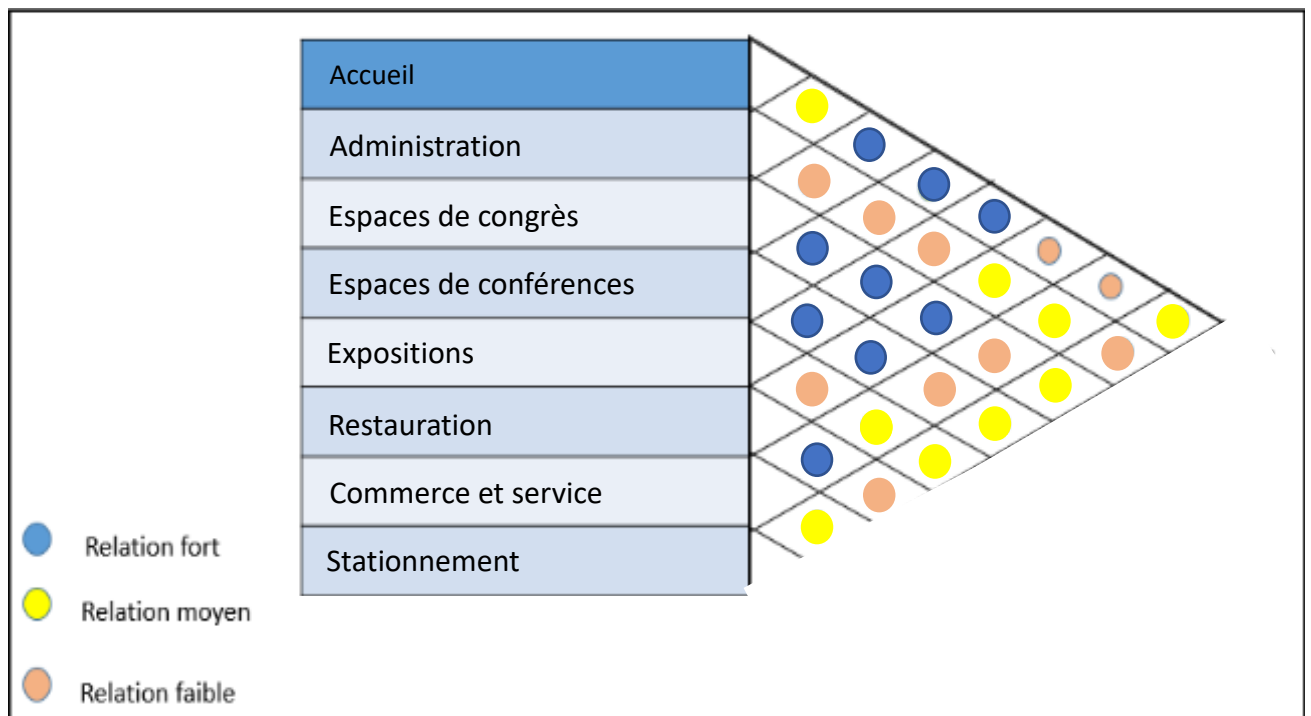 Accueil
Administration
Espaces de congrès
Espaces de conférences
Expositions
Restauration
Commerce et service
Stationnement
Relation fort
Relation moyen
Relation faible